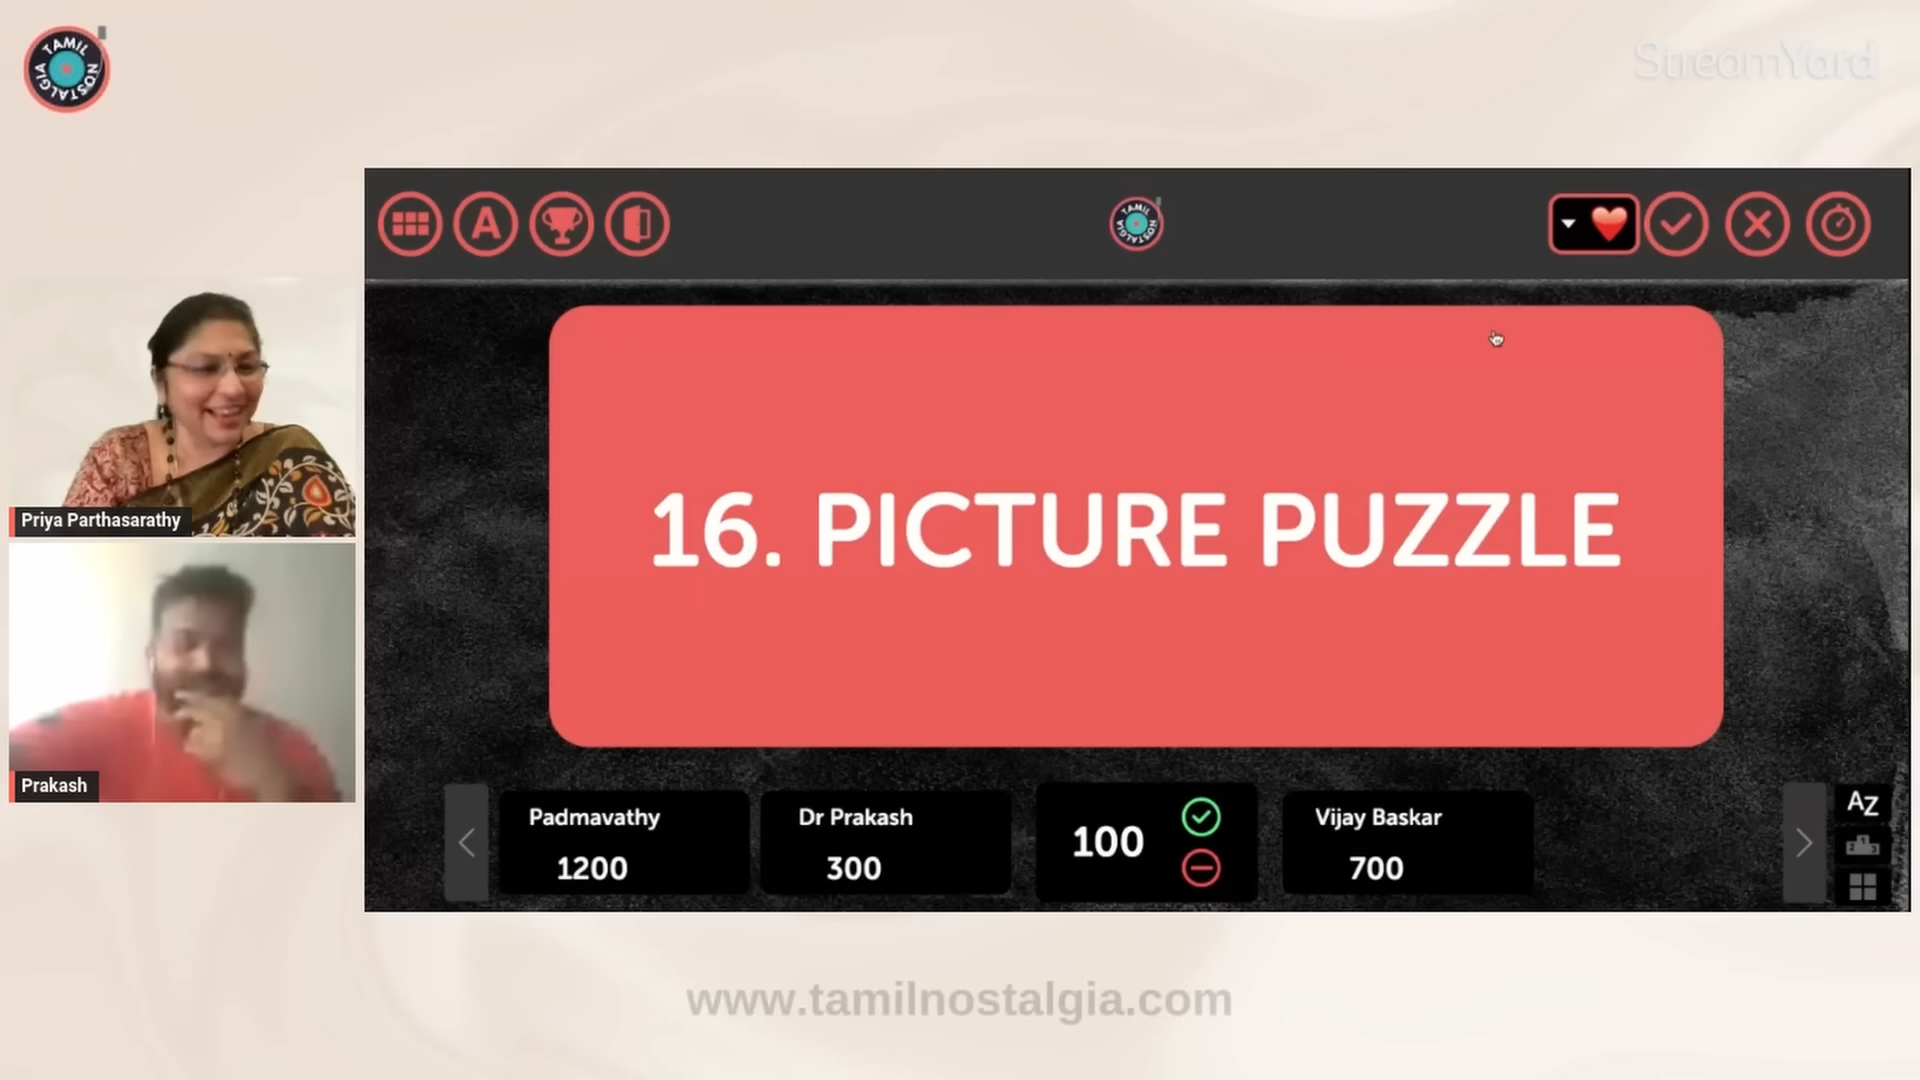 TAMIL NOSTALGIA
StreamYard
A
TAMIL NOSTALGIA
16. PICTURE PUZZLE
Priya Parthasarathy
Prakash
Padmavathy
1200
Dr Prakash
300
100
Vijay Baskar
700
AZ
www.tamilnostalgia.com